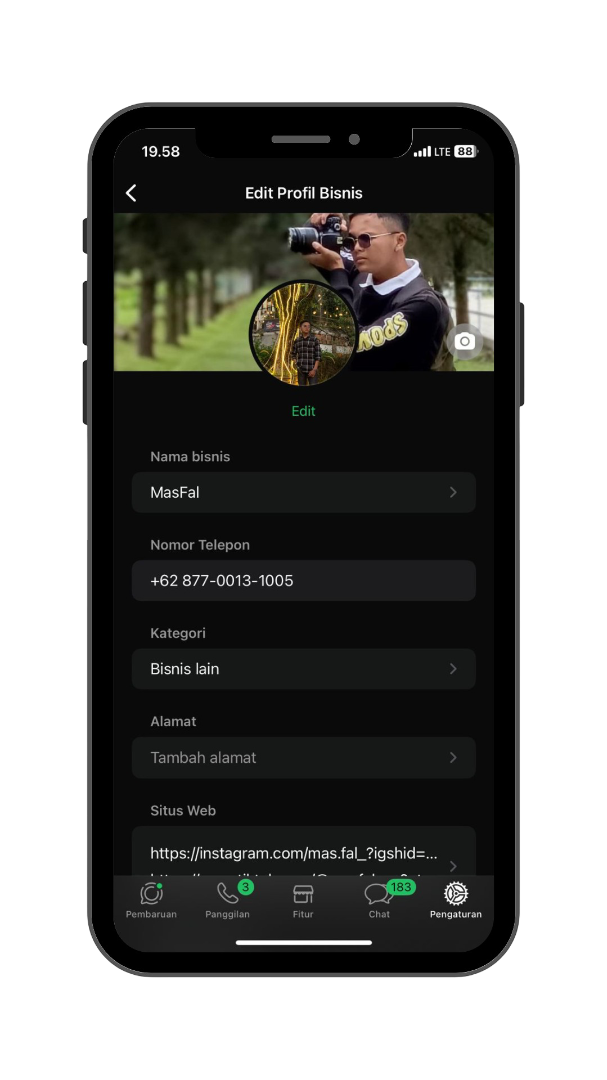 19.58
LTE 88
Edit Profil Bisnis
SPOW
Edit
Nama bisnis
MasFal
Nomor Telepon
+62 877-0013-1005
Kategori
Bisnis lain
Alamat
Tambah alamat
Situs Web
https://instagram.com/mas.fal_?igshid=...
3
183
Pembaruan
Panggilan
Fitur
Chat
Pengaturan